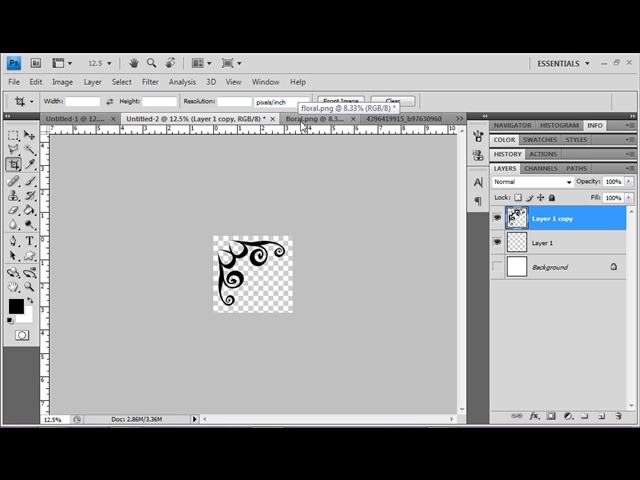 Ps Br 12.5 ESSENTIALS
File Edit Image Layer Select Filter Analysis 3D View Window Help
Width: Height: Resolution: pixels/inch Front Image Clear
floral.png @ 8.33% (RGB/8) *
Untitled-1 @ 12.... Untitled-2 @ 12.5% (Layer 1 copy, RGB/8) * floral.png @ 8.3... 4396419915_b97630960
NAVIGATOR HISTOGRAM INFO
COLOR SWATCHES STYLES
HISTORY ACTIONS
LAYERS CHANNELS PATHS
Normal Opacity: 100%
Lock: Fill: 100%
Layer 1 copy
Layer 1
Background
12.5% Doc: 2.86M/3.36M